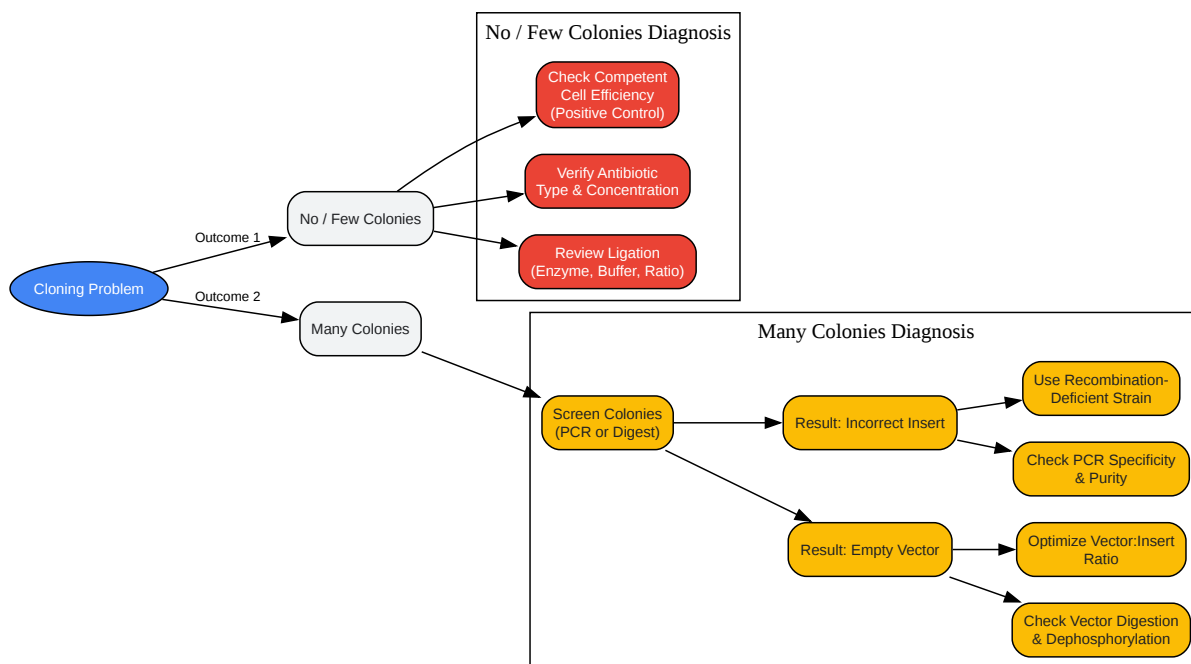 No / Few Colonies Diagnosis
Check Competent
Cell Efficiency
(Positive Control)
Verify Antibiotic
Type & Concentration
No / Few Colonies
Outcome 1
Review Ligation
(Enzyme, Buffer, Ratio)
Cloning Problem
Outcome 2
Many Colonies
Many Colonies Diagnosis
Screen Colonies
(PCR or Digest)
Result: Incorrect Insert
Use Recombination-
Deficient Strain
Check PCR Specificity
& Purity
Result: Empty Vector
Optimize Vector:Insert
Ratio
Check Vector Digestion
& Dephosphorylation